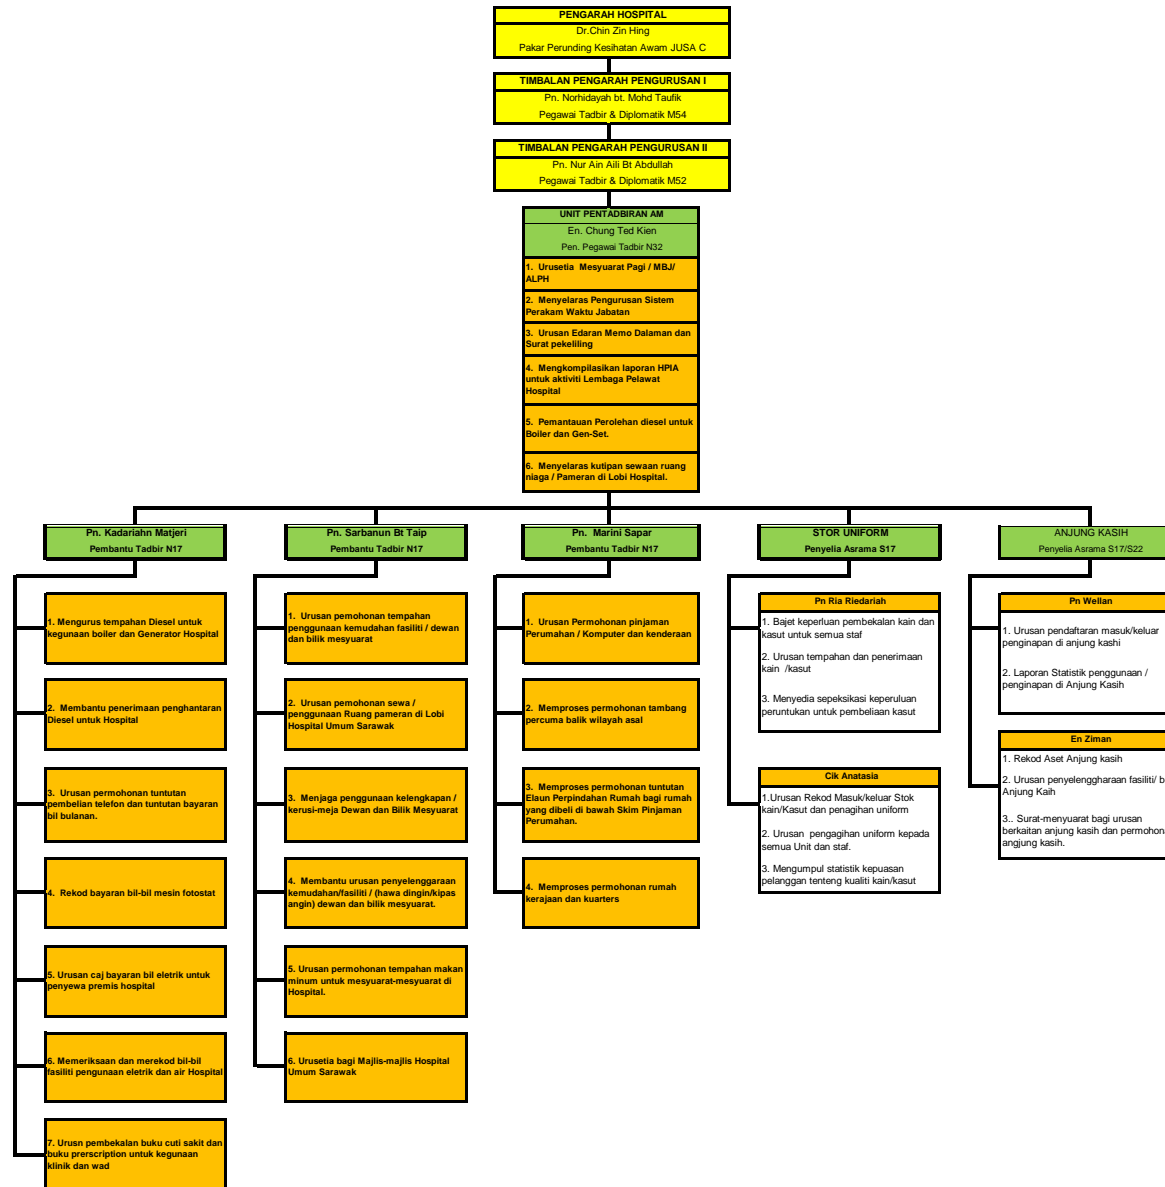 PENGARAH HOSPITAL
Dr.Chin Zin Hing
Pakar Perunding Kesihatan Awam JUSA C
TIMBALAN PENGARAH PENGURUSAN I
Pn. Norhidayah bt. Mohd Taufik
Pegawai Tadbir & Diplomatik M54
TIMBALAN PENGARAH PENGURUSAN II
Pn. Nur Ain Aili Bt Abdullah
Pegawai Tadbir & Diplomatik M52
UNIT PENTADBIRAN AM
En. Chung Ted Kien
Pen. Pegawai Tadbir N32
1. Urusetia Mesyuarat Pagi / MBJ/
ALPH
2. Menyelaras Pengurusan Sistem
Perakam Waktu Jabatan
3. Urusan Edaran Memo Dalaman dan
Surat pekeliling
4. Mengkompilasikan laporan HPIA
untuk aktiviti Lembaga Pelawat
Hospital
5. Pemantauan Perolehan diesel untuk
Boiler dan Gen-Set.
6. Menyelaras kutipan sewaan ruang
niaga / Pameran di Lobi Hospital.
Pn. Kadariahn Matjeri
Pembantu Tadbir N17
1. Mengurus tempahan Diesel untuk
kegunaan boiler dan Generator Hospital
2. Membantu penerimaan penghantaran
Diesel untuk Hospital
3. Urusan permohonan tuntutan
pembelian telefon dan tuntutan bayaran
bil bulanan.
4. Rekod bayaran bil-bil mesin fotostat
5. Urusan caj bayaran bil eletrik untuk
penyewa premis hospital
6. Memeriksaan dan merekod bil-bil
fasiliti pengunaan eletrik dan air Hospital
7. Urusn pembekalan buku cuti sakit dan
buku prerscription untuk kegunaan
klinik dan wad
Pn. Sarbanun Bt Taip
Pembantu Tadbir N17
1. Urusan pemohonan tempahan
penggunaan kemudahan fasiliti / dewan
dan bilik mesyuarat
2. Urusan pemohonan sewa /
penggunaan Ruang pameran di Lobi
Hospital Umum Sarawak
3. Menjaga penggunaan kelengkapan /
kerusi-meja Dewan dan Bilik Mesyuarat
4. Membantu urusan penyelenggaraan
kemudahan/fasiliti / (hawa dingin/kipas
angin) dewan dan bilik mesyuarat.
5. Urusan permohonan tempahan makan
minum untuk mesyuarat-mesyuarat di
Hospital.
6. Urusetia bagi Majlis-majlis Hospital
Umum Sarawak
Pn. Marini Sapar
Pembantu Tadbir N17
1. Urusan Permohonan pinjaman
Perumahan / Komputer dan kenderaan
2. Memproses permohonan tambang
percuma balik wilayah asal
3. Memproses permohonan tuntutan
Elaun Perpindahan Rumah bagi rumah
yang dibeli di bawah Skim Pinjaman
Perumahan.
4. Memproses permohonan rumah
kerajaan dan kuarters
STOR UNIFORM
Penyelia Asrama S17
Pn Ria Riedariah
1. Bajet keperluan pembekalan kain dan
kasut untuk semua staf
2. Urusan tempahan dan penerimaan
kain /kasut
3. Menyedia sepeksikasi keperuluan
peruntukan untuk pembeliaan kasut
Cik Anatasia
1.Urusan Rekod Masuk/keluar Stok
kain/Kasut dan penagihan uniform
2. Urusan pengagihan uniform kepada
semua Unit dan staf.
3. Mengumpul statistik kepuasan
pelanggan tenteng kualiti kain/kasut
ANJUNG KASIH
Penyelia Asrama S17/S22
Pn Wellan
1. Urusan pendaftaran masuk/keluar
penginapan di anjung kashi
2. Laporan Statistik penggunaan /
penginapan di Anjung Kasih
En Ziman
1. Rekod Aset Anjung kasih
2. Urusan penyelenggharaan fasiliti/ b
Anjung Kaih
3.. Surat-menyuarat bagi urusan
berkaitan anjung kasih dan permohona
angjung kasih.